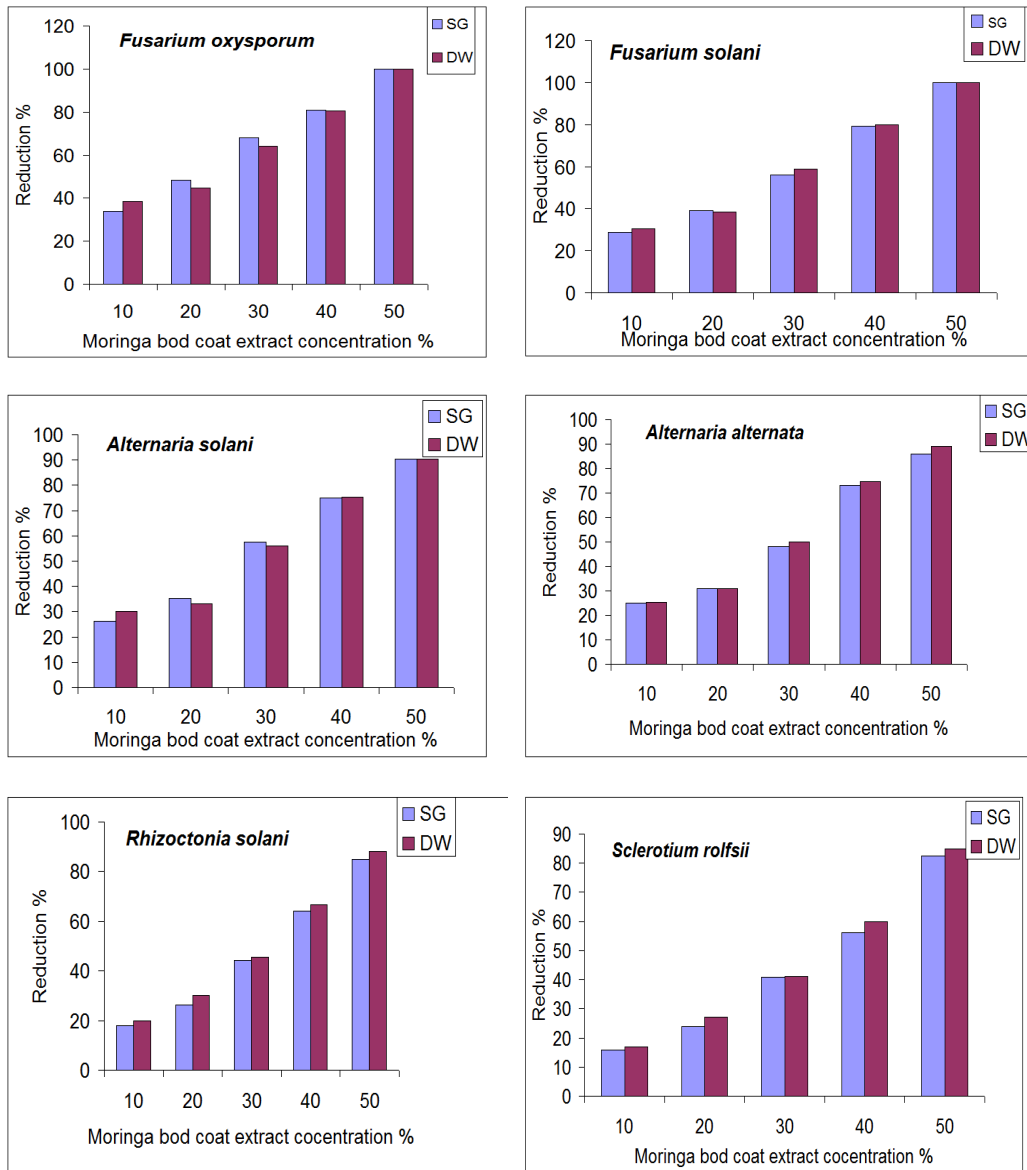 SG
DW
Fusarium oxysporum
Reduction %
120
100
80
60
40
20
0
10 20 30 40 50
Moringa bod coat extract concentration %
SG
DW
Fusarium solani
Reduction %
120
100
80
60
40
20
0
10 20 30 40 50
Moringa bod coat extract concentration %
SG
DW
Alternaria solani
Reduction %
100
90
80
70
60
50
40
30
20
10
0
10 20 30 40 50
Moringa bod coat extract concentration %
SG
DW
Alternaria alternata
Reduction %
100
90
80
70
60
50
40
30
20
10
0
10 20 30 40 50
Moringa bod coat extract concentration %
SG
DW
Rhizoctonia solani
Reduction %
100
80
60
40
20
0
10 20 30 40 50
Moringa bod coat extract cocentration %
SG
DW
Sclerotium rolfsii
Reduction %
90
80
70
60
50
40
30
20
10
0
10 20 30 40 50
Moringa bod coat extract cocentration %